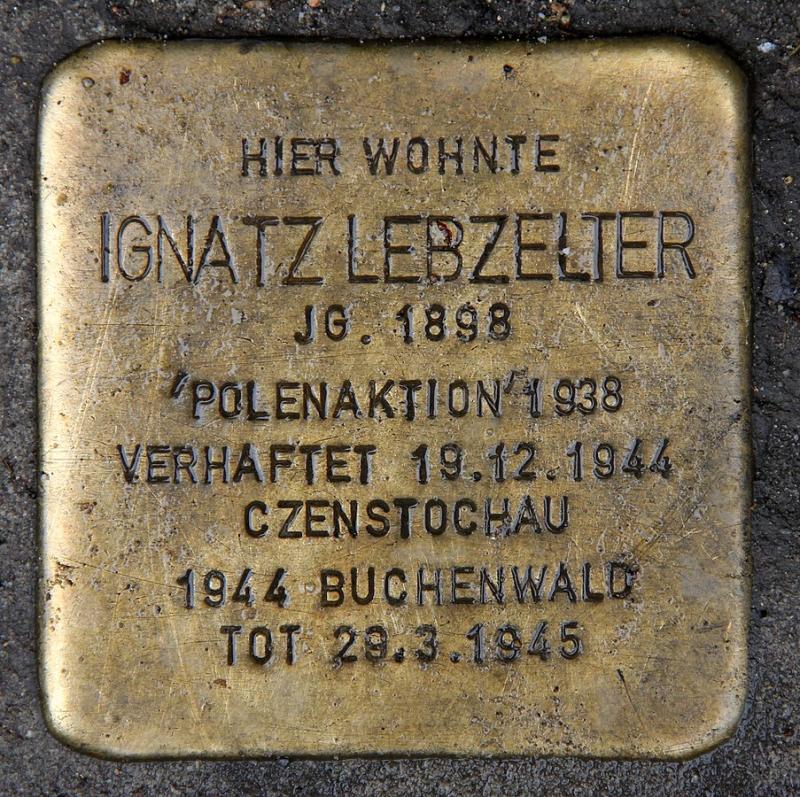 HIER WOHNTE
IGNATZ LEBZELTER
JG. 1898
'POLENAKTION' 1938
VERHAFTET 19.12.1944
CZENSTOCHAU
1944 BUCHENWALD
TOT 29.3.1945